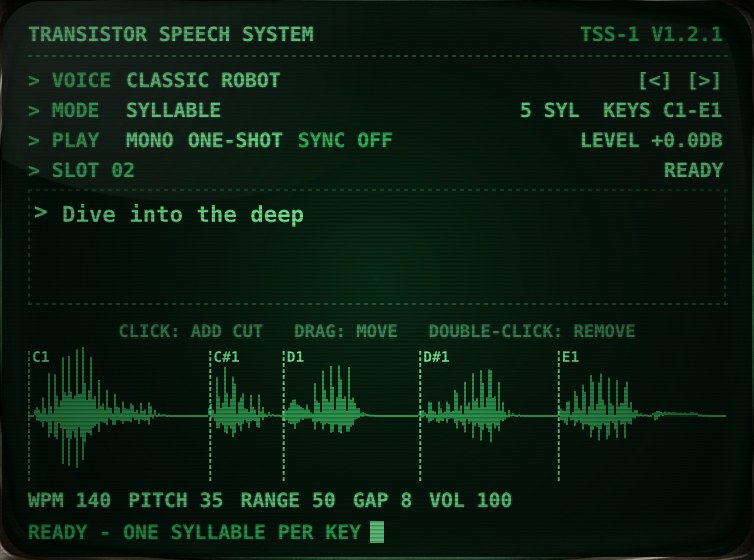 TRANSISTOR SPEECH SYSTEM TSS-1 V1.2.1
> VOICE CLASSIC ROBOT [<] [>]
> MODE SYLLABLE 5 SYL KEYS C1-E1
> PLAY MONO ONE-SHOT SYNC OFF LEVEL +0.0DB
> SLOT 02 READY
> Dive into the deep
CLICK: ADD CUT DRAG: MOVE DOUBLE-CLICK: REMOVE
C1 C#1 D1 D#1 E1
WPM 140 PITCH 35 RANGE 50 GAP 8 VOL 100
READY - ONE SYLLABLE PER KEY